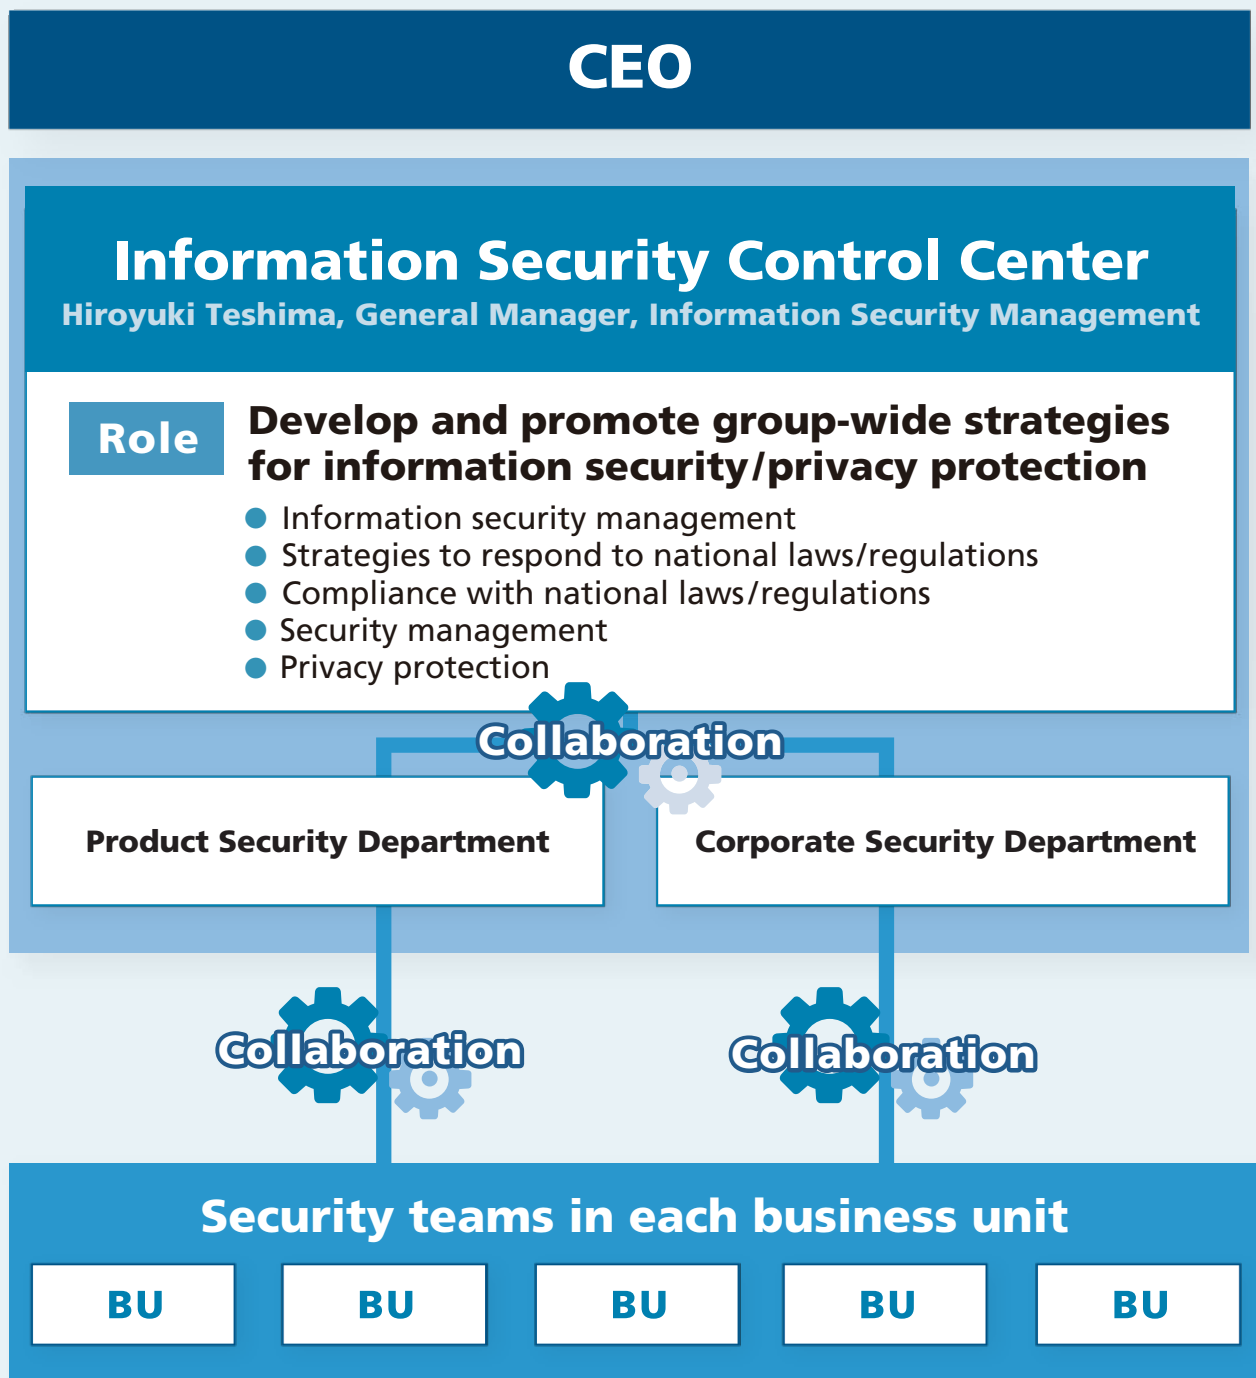 CEO
Information Security Control Center
Hiroyuki Teshima, General Manager, Information Security Management
Role
Develop and promote group-wide strategies
for information security/privacy protection
Information security management
Strategies to respond to national laws/regulations
Compliance with national laws/regulations
Security management
Privacy protection
Collaboration
Product Security Department
Corporate Security Department
Collaboration
Collaboration
Security teams in each business unit
BU
BU
BU
BU
BU